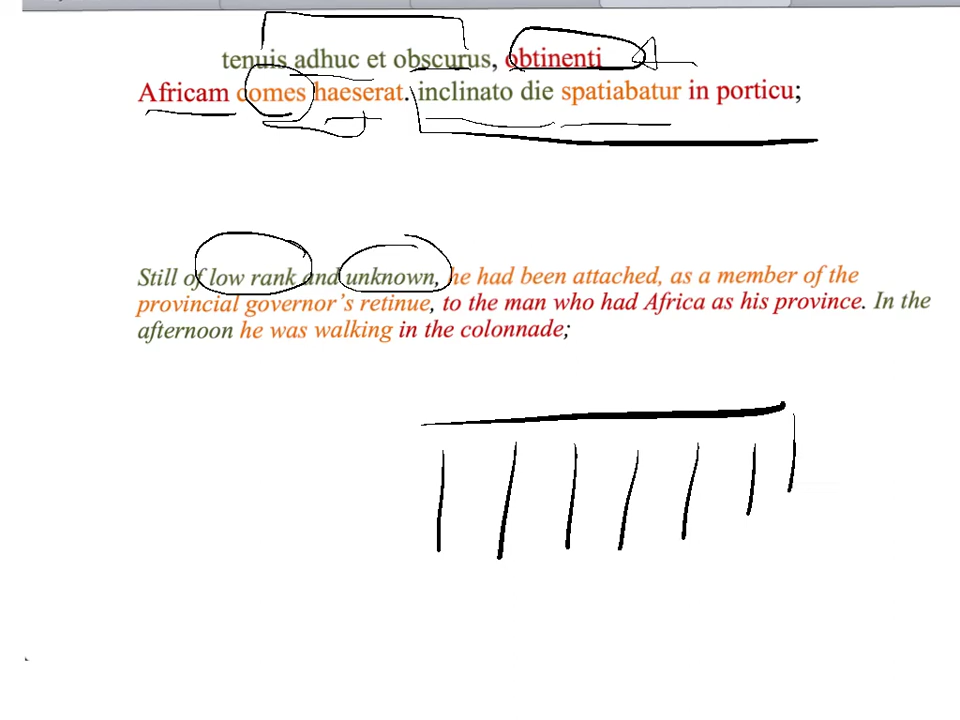 tenuis adhuc et obscurus, obtinenti
Africam comes haeserat. inclinato die spatiabatur in porticu;
Still of low rank and unknown, he had been attached, as a member of the
provincial governor's retinue, to the man who had Africa as his province. In the
afternoon he was walking in the colonnade;